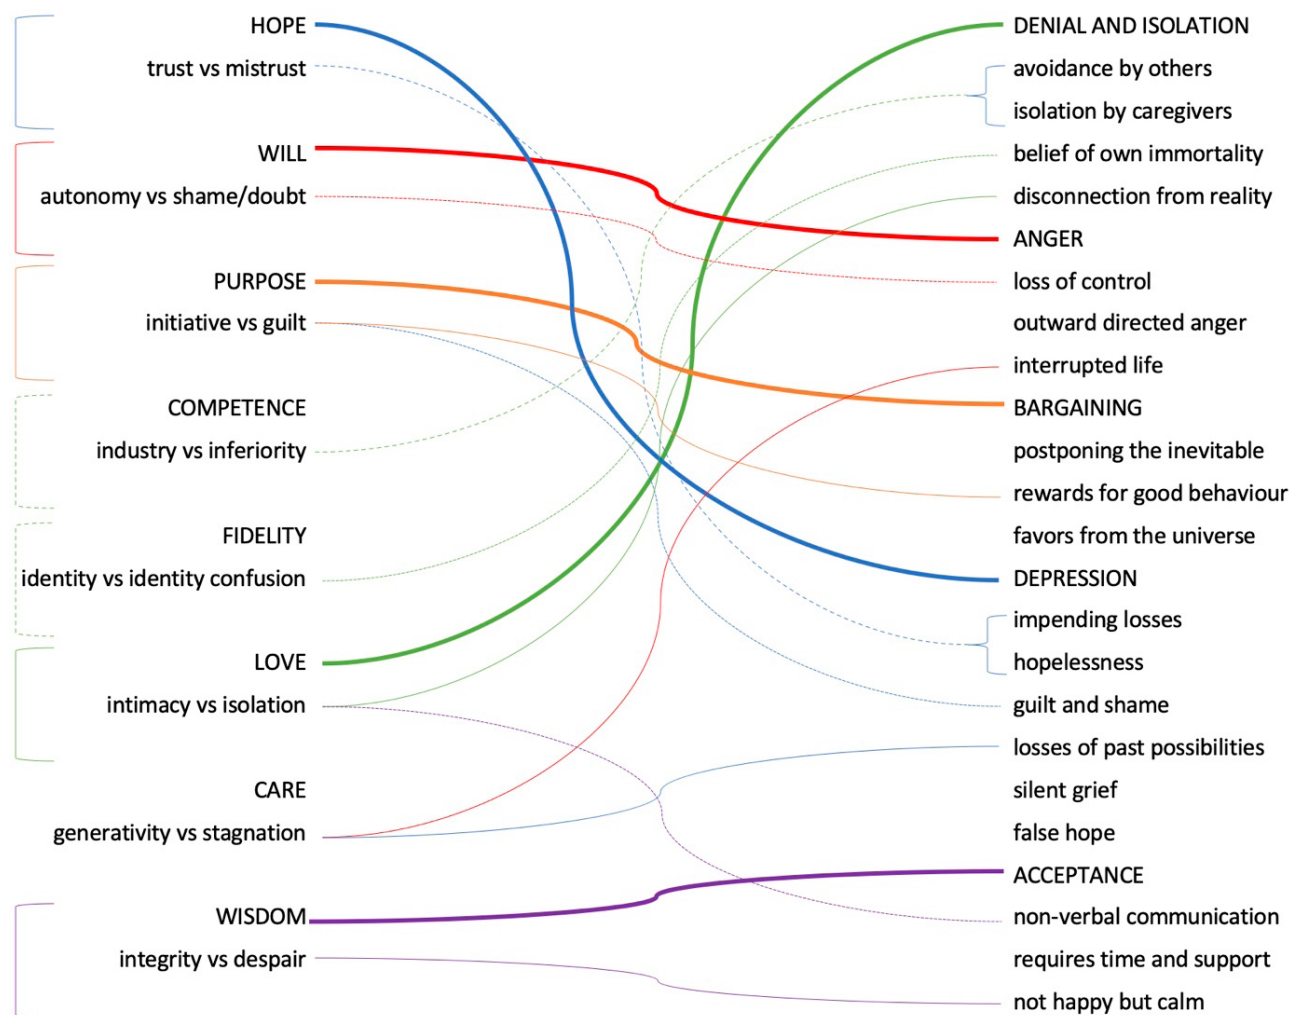 HOPE
trust vs mistrust
WILL
autonomy vs shame/doubt
PURPOSE
initiative vs guilt
COMPETENCE
industry vs inferiority
FIDELITY
identity vs identity confusion
LOVE
intimacy vs isolation
CARE
generativity vs stagnation
WISDOM
integrity vs despair
DENIAL AND ISOLATION
avoidance by others
isolation by caregivers
belief of own immortality
disconnection from reality
ANGER
loss of control
outward directed anger
interrupted life
BARGAINING
postponing the inevitable
rewards for good behaviour
favors from the universe
DEPRESSION
impending losses
hopelessness
guilt and shame
losses of past possibilities
silent grief
false hope
ACCEPTANCE
non-verbal communication
requires time and support
not happy but calm